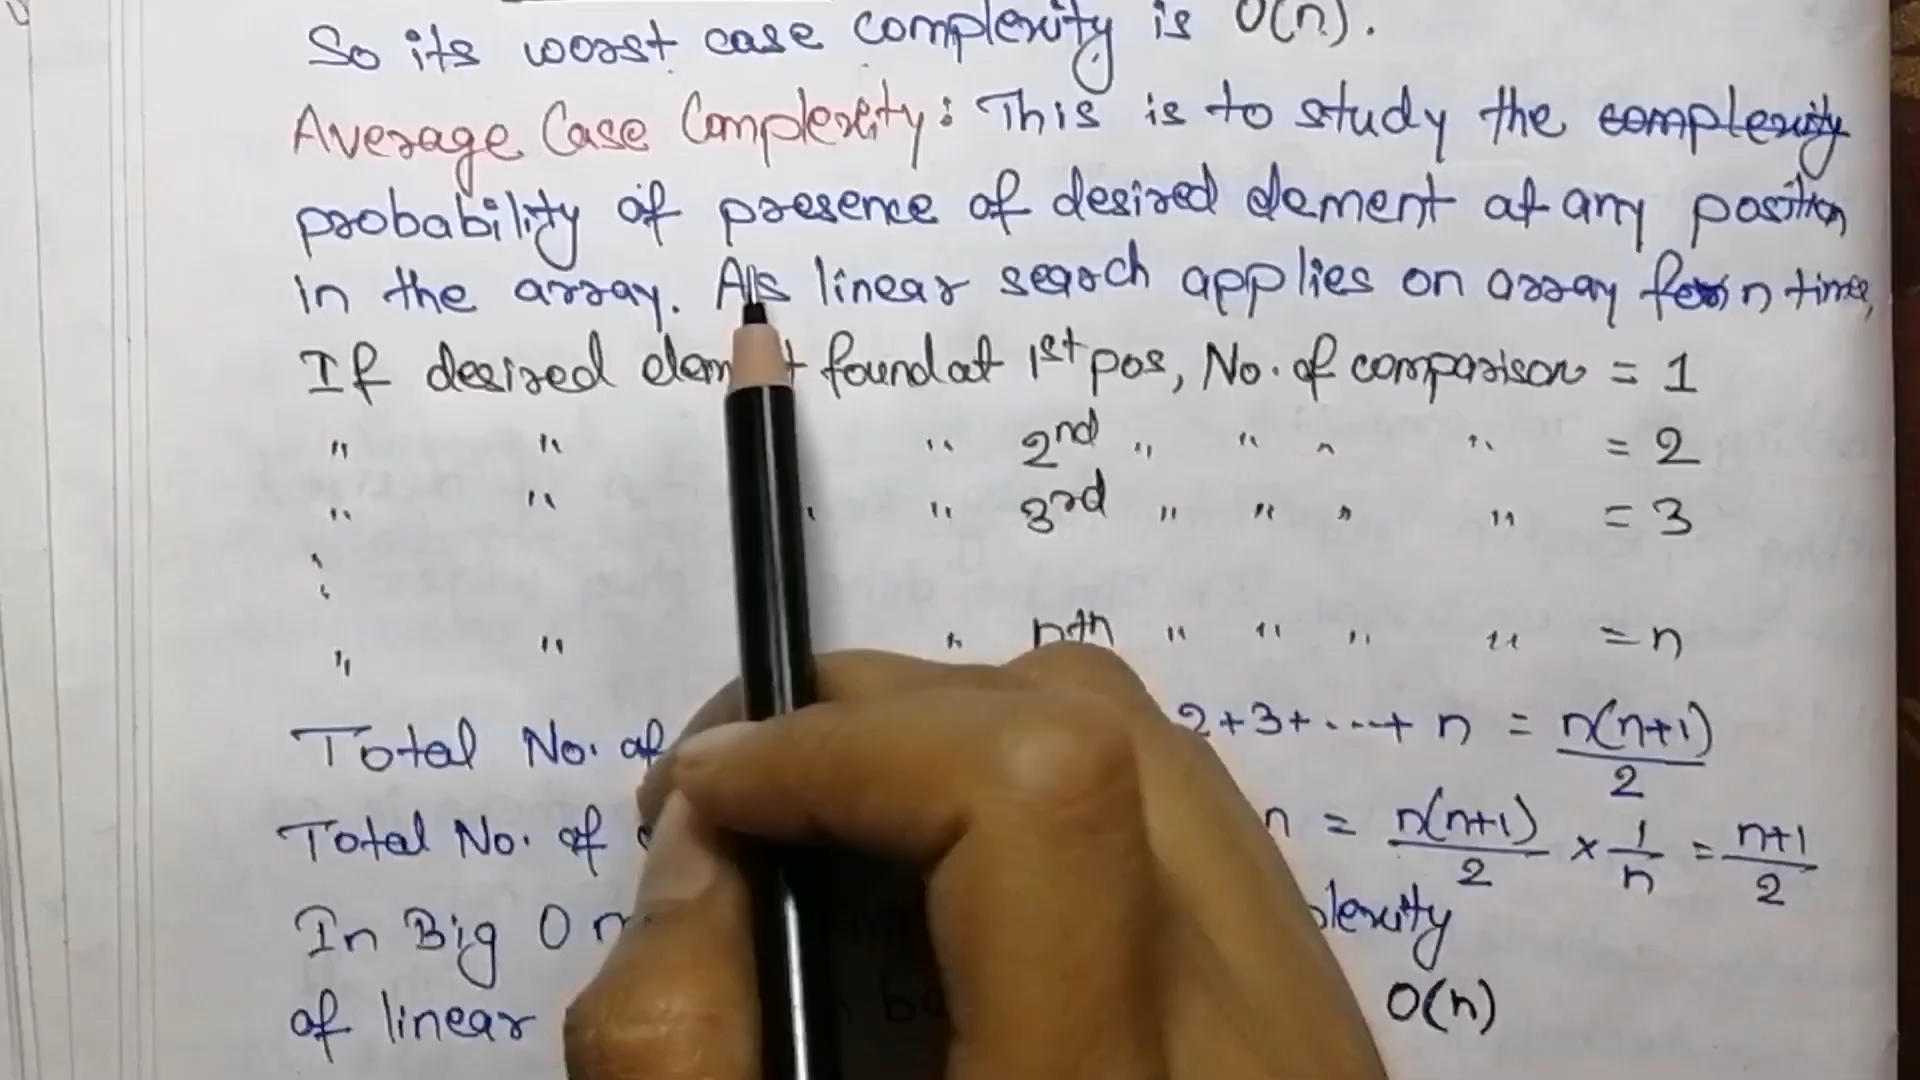 So its worst case complexity is O(n).
Average Case Complexity: This is to study the complexity
probability of presence of desired element at any position
in the array. As linear search applies on array for n time,
If desired element found at 1st pos, No. of comparison = 1
" " " 2nd " " " " = 2
" " " " 3rd " " " " = 3
" " " nth " " " " = n
Total No. of 2+3+----+ n = n(n+1)/2
Total No. of n = n(n+1)/2 × 1/n = n+1/2
In Big O
of linear O(n)